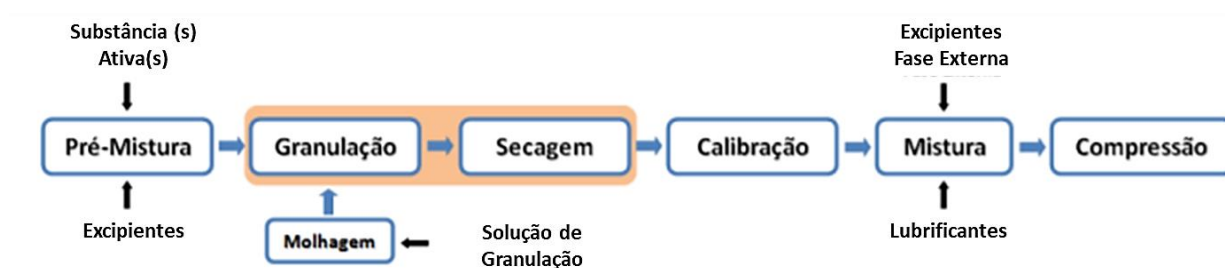 Substância (s)
Ativa(s)
Excipientes
Fase Externa
Pré-Mistura
Granulação
Secagem
Calibração
Mistura
Compressão
Excipientes
Molhagem
Solução de
Granulação
Lubrificantes